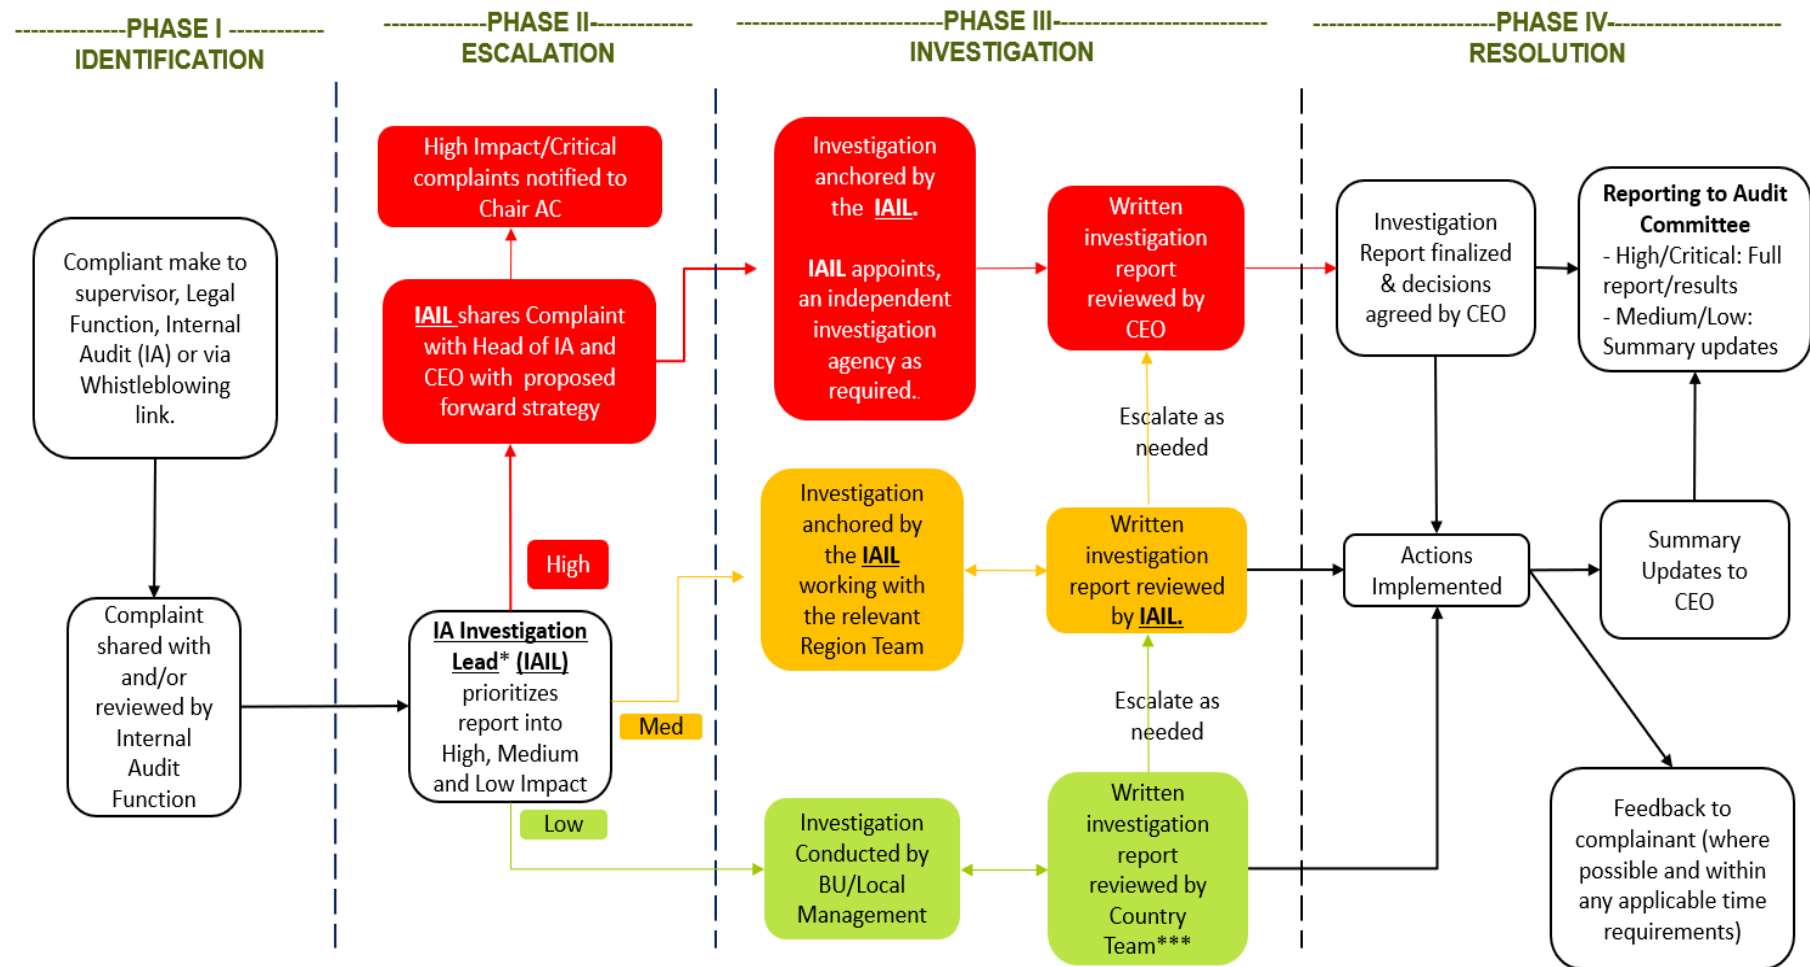 --------------PHASE I ------------
IDENTIFICATION
------------PHASE II------------
ESCALATION
----------------------PHASE III----------------------
INVESTIGATION
------------------PHASE IV------------------
RESOLUTION
Compliant make to
supervisor, Legal
Function, Internal
Audit (IA) or via
Whistleblowing
link.
Complaint
shared with
and/or
reviewed by
Internal
Audit
Function
High Impact/Critical
complaints notified to
Chair AC
IAIL shares Complaint
with Head of IA and
CEO with proposed
forward strategy
High
IA Investigation
Lead* (IAIL)
prioritizes
report into
High, Medium
and Low Impact
Med
Low
Investigation
anchored by
the IAIL.
IAIL appoints,
an independent
investigation
agency as
required..
Written
investigation
report
reviewed by
CEO
Escalate as
needed
Investigation
anchored by
the IAIL
working with
the relevant
Region Team
Written
investigation
report reviewed
by IAIL.
Escalate as
needed
Investigation
Conducted by
BU/Local
Management
Written
investigation
report
reviewed by
Country
Team***
Investigation
Report finalized
& decisions
agreed by CEO
Reporting to Audit
Committee
- High/Critical: Full
report/results
- Medium/Low:
Summary updates
Actions
Implemented
Summary
Updates to
CEO
Feedback to
complainant (where
possible and within
any applicable time
requirements)